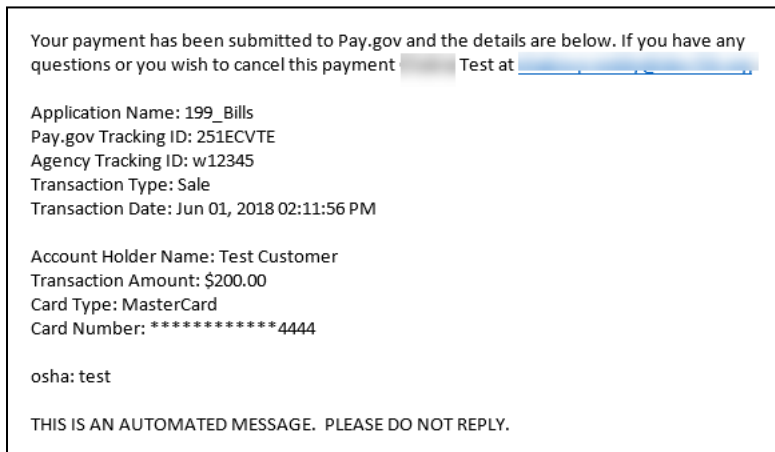 Your payment has been submitted to Pay.gov and the details are below. If you have any
questions or you wish to cancel this payment Test at
Application Name: 199_Bills
Pay.gov Tracking ID: 251ECVTE
Agency Tracking ID: w12345
Transaction Type: Sale
Transaction Date: Jun 01, 2018 02:11:56 PM
Account Holder Name: Test Customer
Transaction Amount: $200.00
Card Type: MasterCard
Card Number: ************4444
osha: test
THIS IS AN AUTOMATED MESSAGE.  PLEASE DO NOT REPLY.